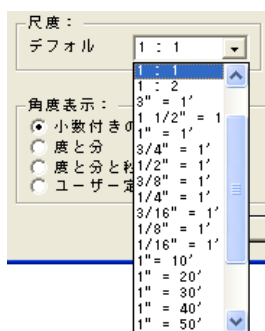 尺度：
デフォル
1 : 1
1 : 1
1 : 2
3" = 1'
1 1/2" = 1
1" = 1'
3/4" = 1'
1/2" = 1'
3/8" = 1'
1/4" = 1'
3/16" = 1'
1/8" = 1'
1/16" = 1'
1"= 10'
1" = 20'
1" = 30'
1" = 40'
1" = 50'
角度表示：
小数付きの
度と分
度と分と秒
ユーザー定